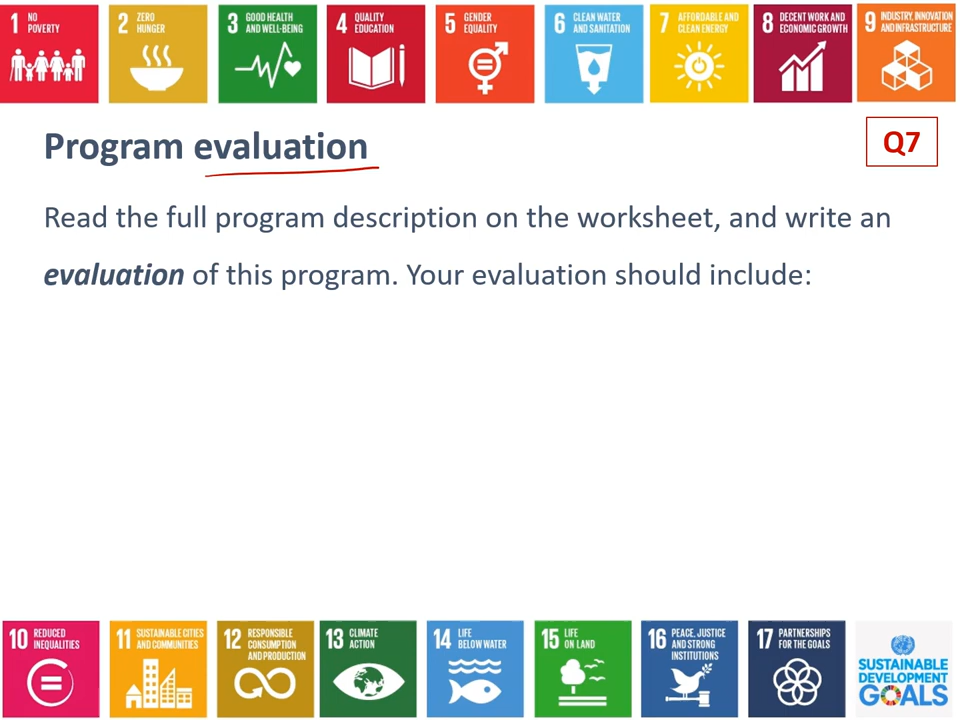 1 NO POVERTY
2 ZERO HUNGER
3 GOOD HEALTH AND WELL-BEING
4 QUALITY EDUCATION
5 GENDER EQUALITY
6 CLEAN WATER AND SANITATION
7 AFFORDABLE AND CLEAN ENERGY
8 DECENT WORK AND ECONOMIC GROWTH
9 INDUSTRY, INNOVATION AND INFRASTRUCTURE
Program evaluation
Q7
Read the full program description on the worksheet, and write an
evaluation of this program. Your evaluation should include:
10 REDUCED INEQUALITIES
11 SUSTAINABLE CITIES AND COMMUNITIES
12 RESPONSIBLE CONSUMPTION AND PRODUCTION
13 CLIMATE ACTION
14 LIFE BELOW WATER
15 LIFE ON LAND
16 PEACE, JUSTICE AND STRONG INSTITUTIONS
17 PARTNERSHIPS FOR THE GOALS
SUSTAINABLE
DEVELOPMENT
GOALS